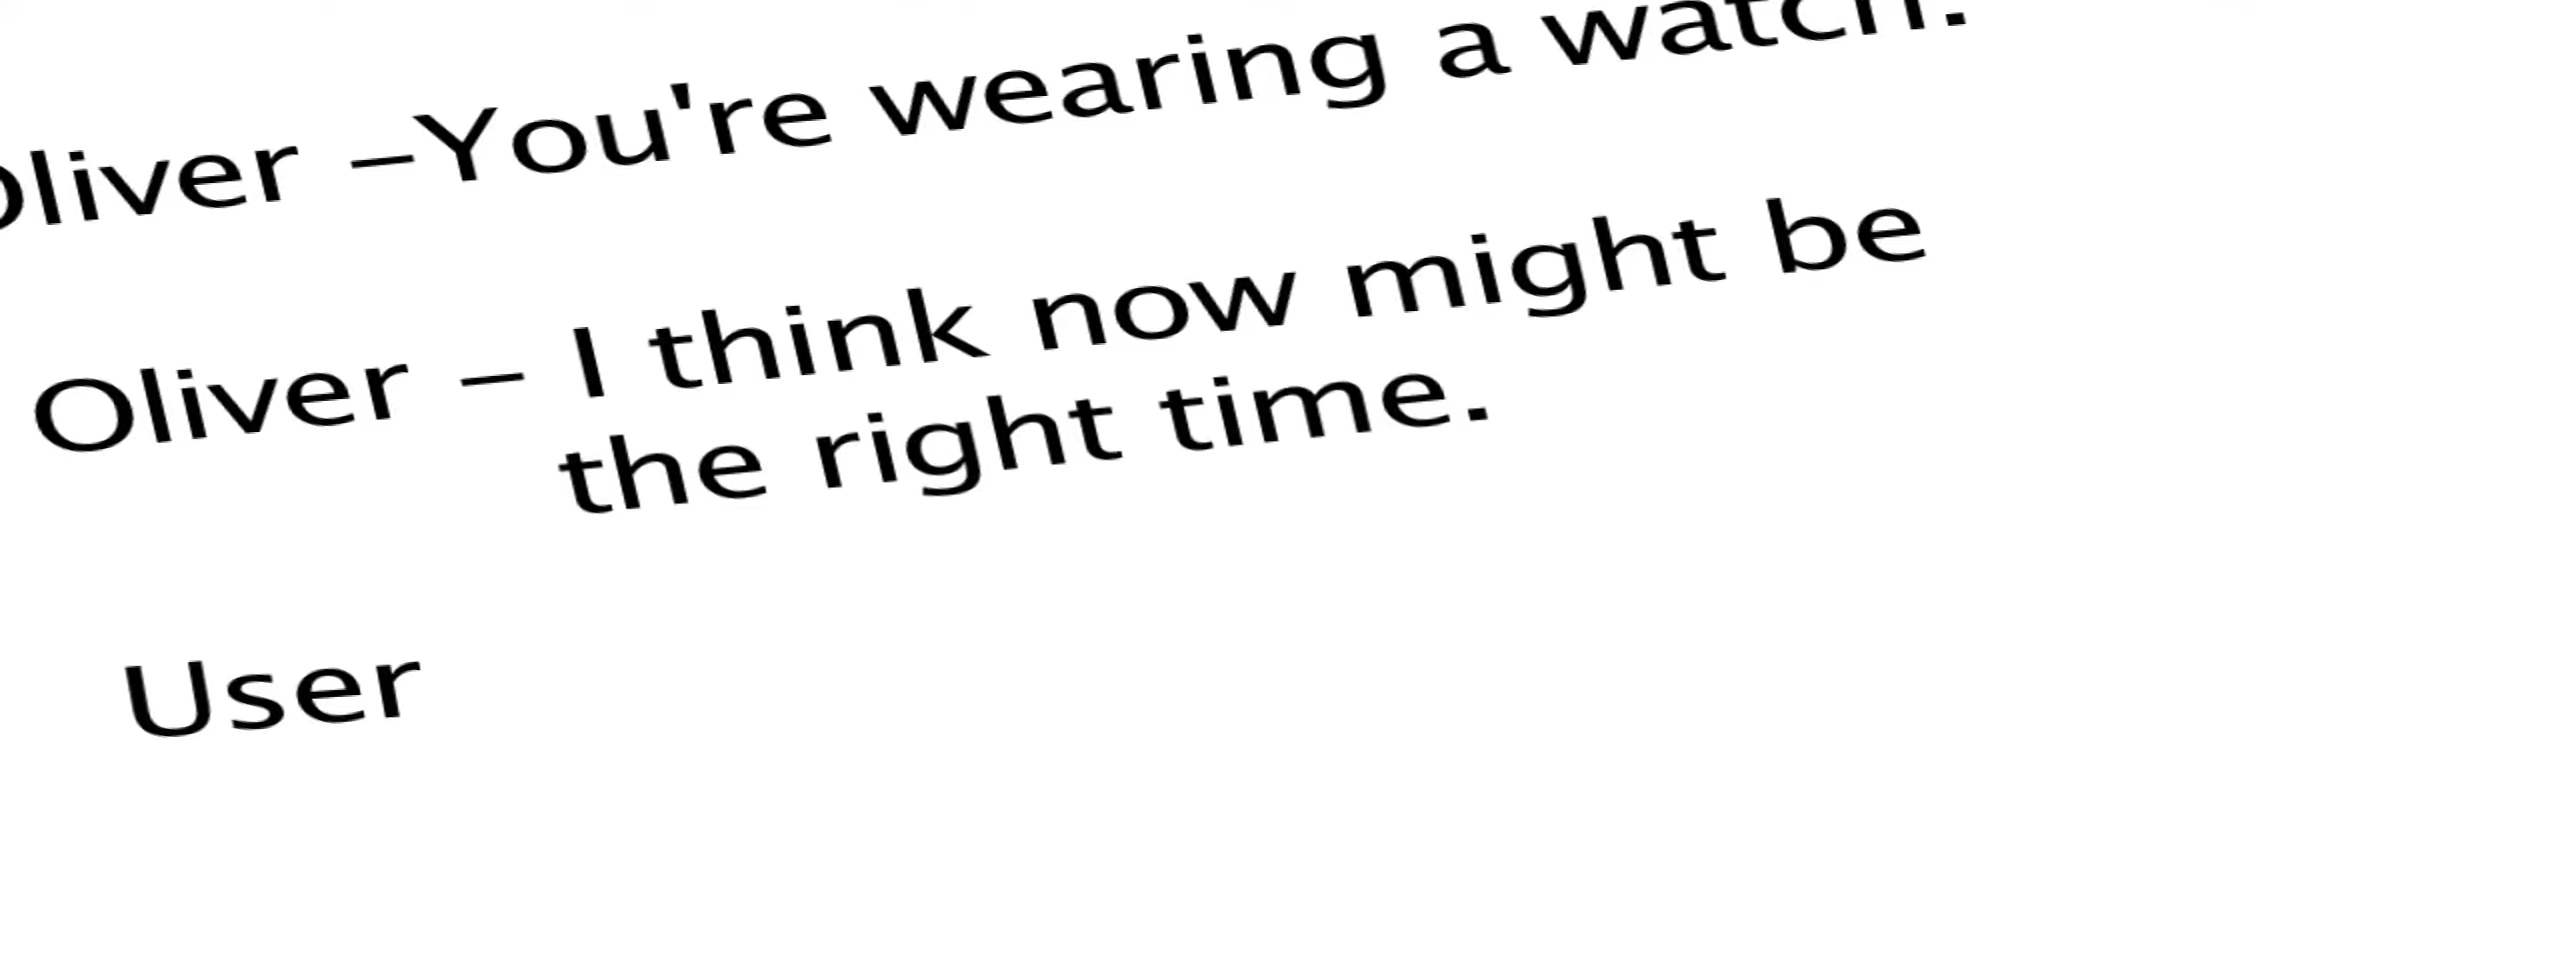 Oliver –You're wearing a watch.
Oliver – I think now might be
the right time.
User